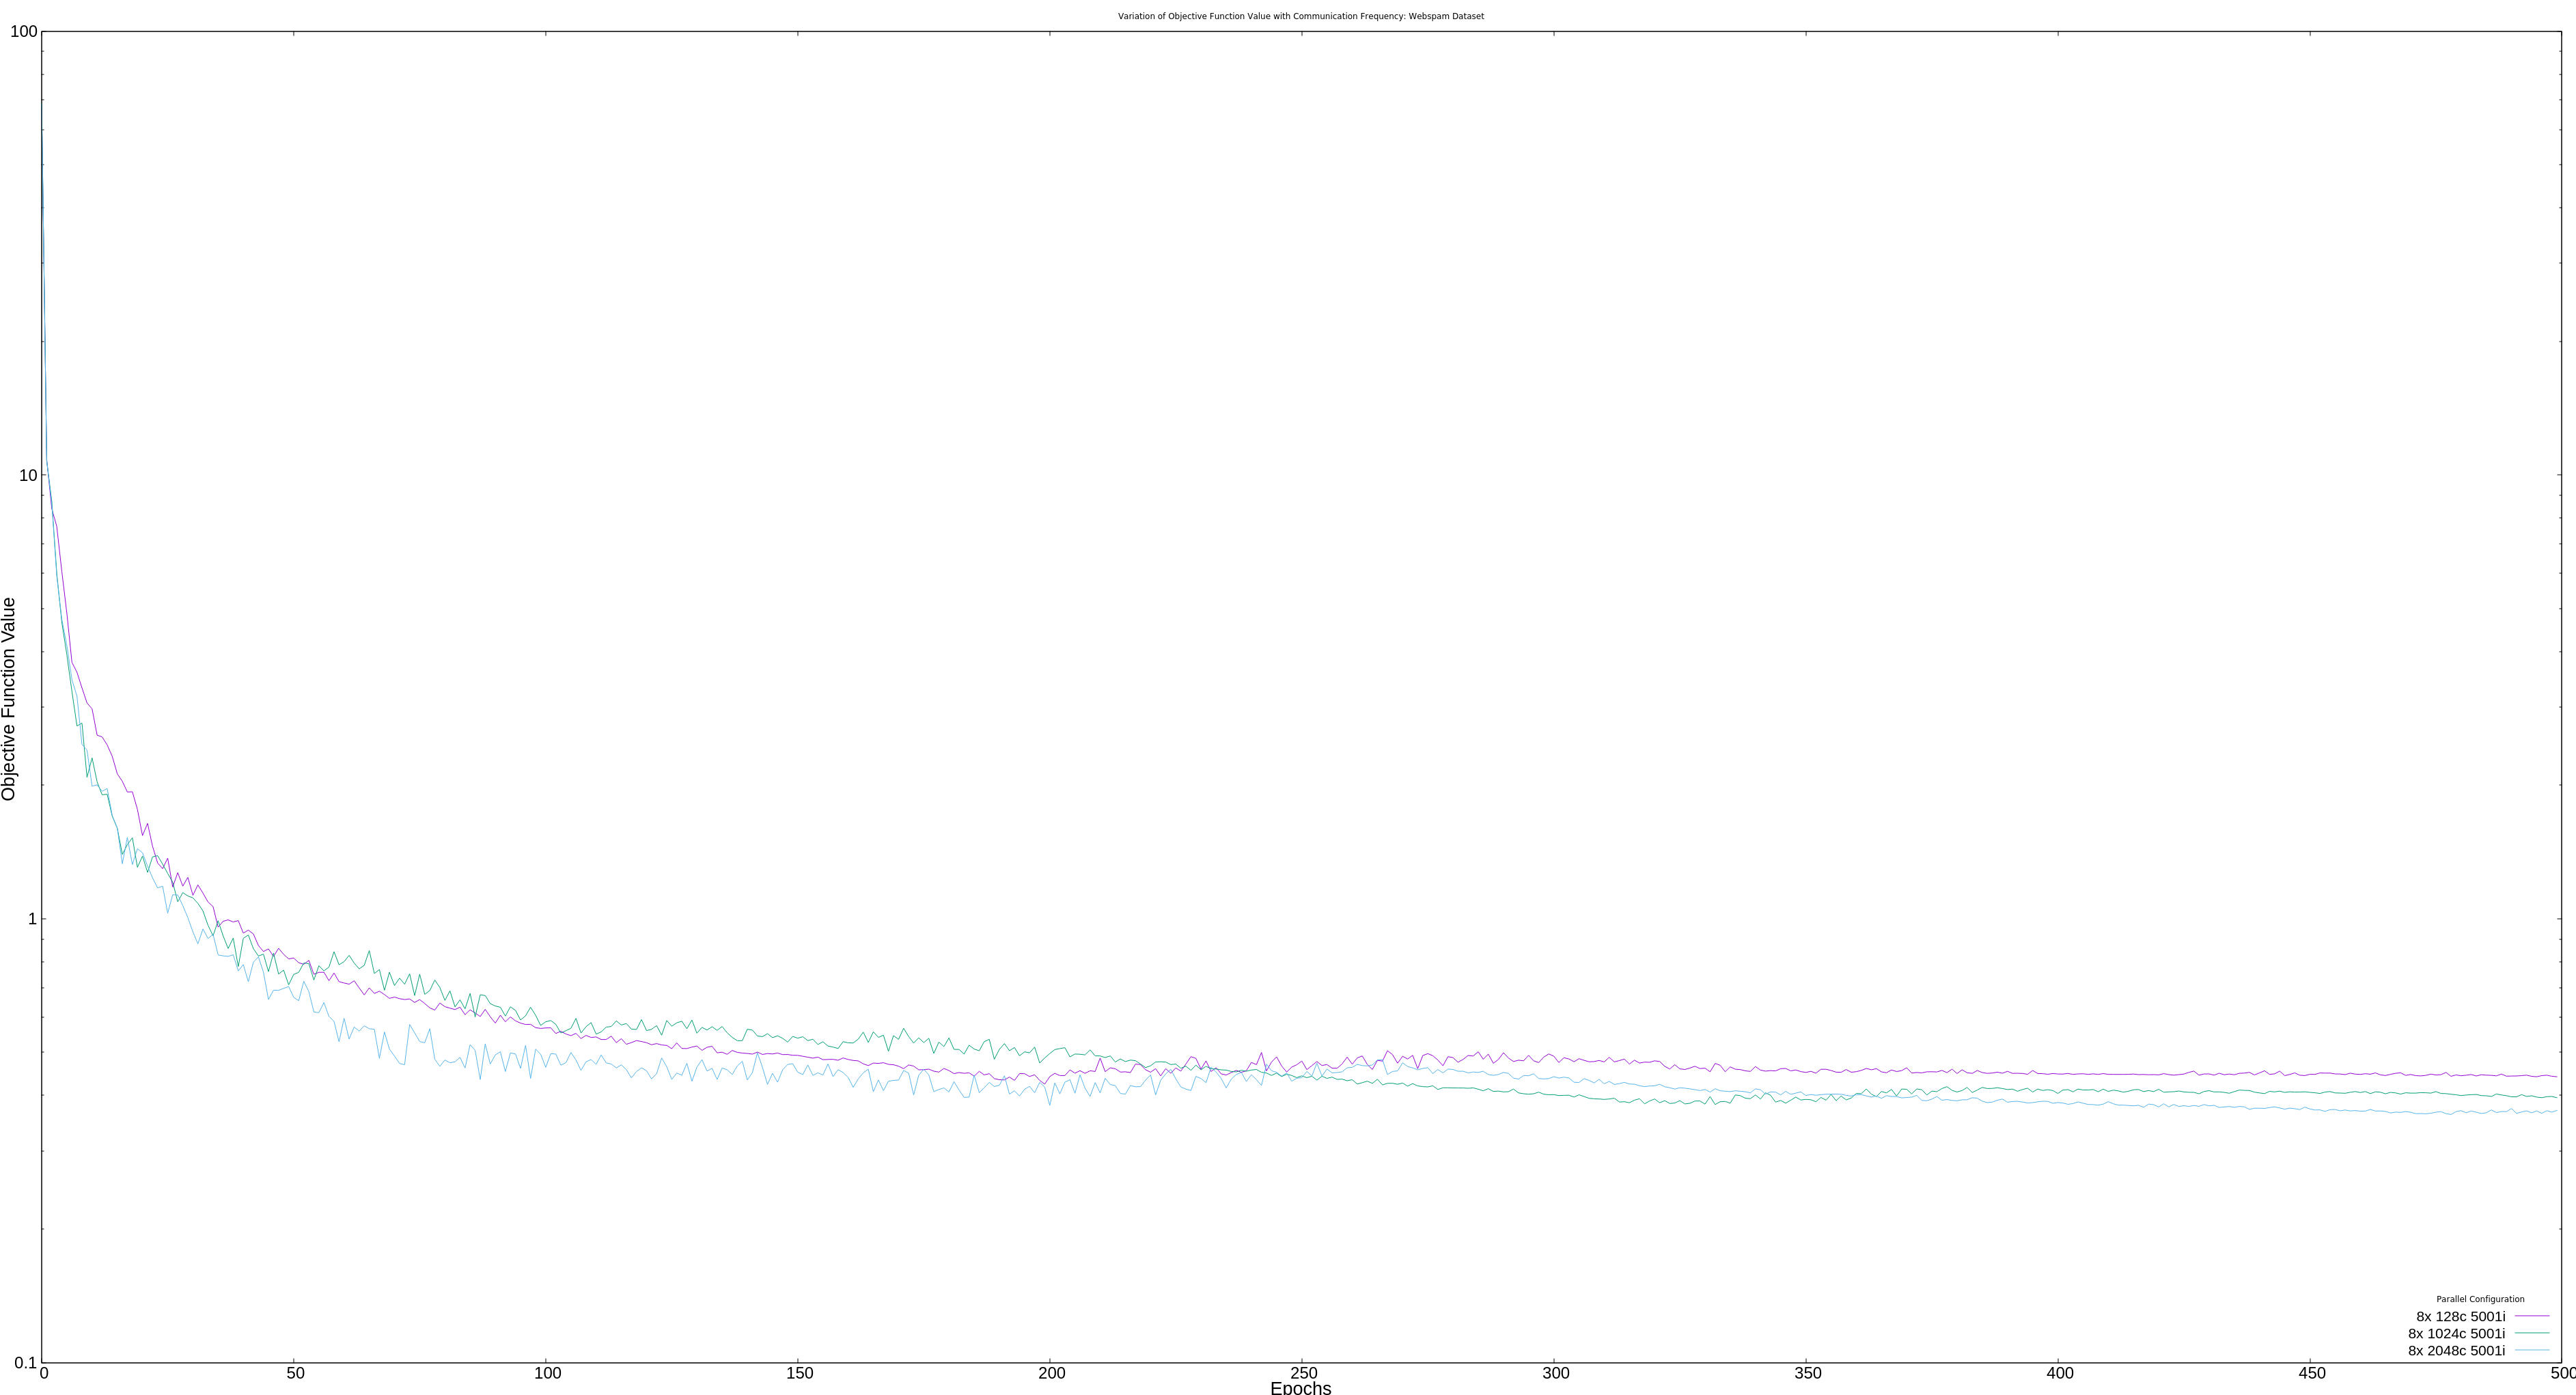 Variation of Objective Function Value with Communication Frequency: Webspam Dataset
100
10
1
0.1
Objective Function Value
0 50 100 150 200 250 300 350 400 450 500
Epochs
Parallel Configuration
8x 128c 5001i
8x 1024c 5001i
8x 2048c 5001i